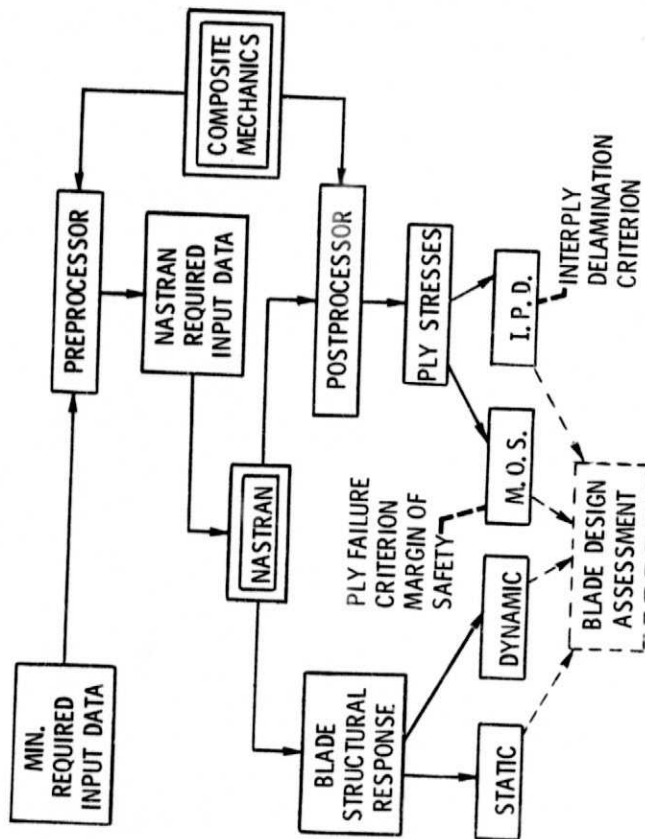 MIN.
REQUIRED
INPUT DATA
PREPROCESSOR
COMPOSITE
MECHANICS
NASTRAN
REQUIRED
INPUT DATA
NASTRAN
POSTPROCESSOR
BLADE
STRUCTURAL
RESPONSE
PLY STRESSES
PLY FAILURE
CRITERION
MARGIN OF
SAFETY
STATIC
DYNAMIC
M. O. S.
I. P. D.
INTERPLY
DELAMINATION
CRITERION
BLADE DESIGN
ASSESSMENT